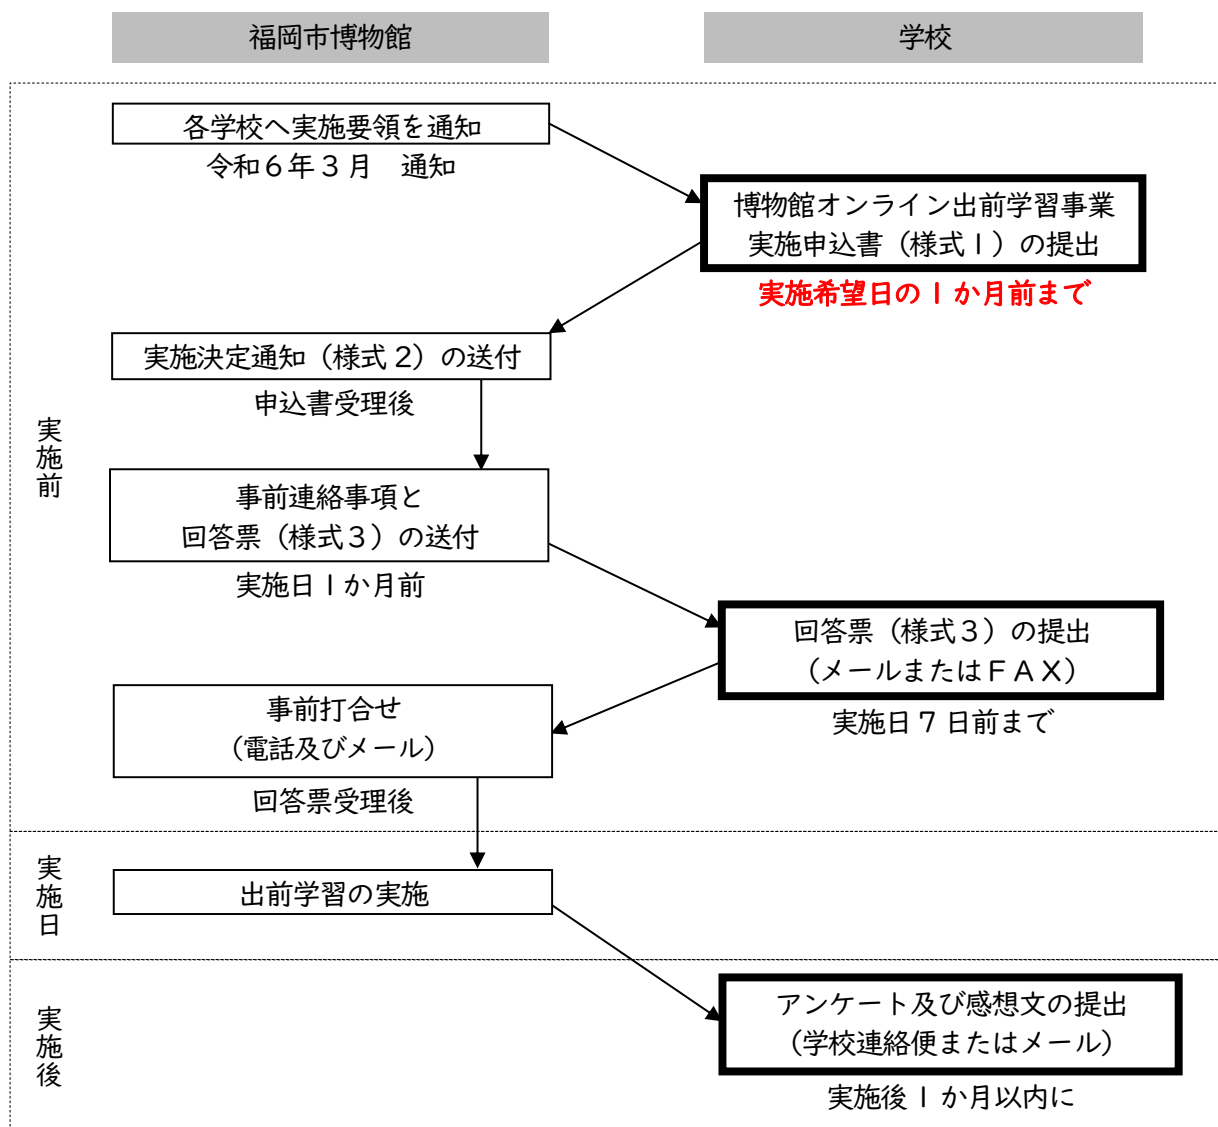 福岡市博物館
学校
各学校へ実施要領を通知
令和６年３月　通知
博物館オンライン出前学習事業
実施申込書（様式１）の提出
実施希望日の１か月前まで
実施決定通知（様式２）の送付
申込書受理後
実施前
事前連絡事項と
回答票（様式３）の送付
実施日１か月前
回答票（様式３）の提出
（メールまたはＦＡＸ）
実施日７日前まで
事前打合せ
（電話及びメール）
回答票受理後
実施日
出前学習の実施
実施後
アンケート及び感想文の提出
（学校連絡便またはメール）
実施後１か月以内に